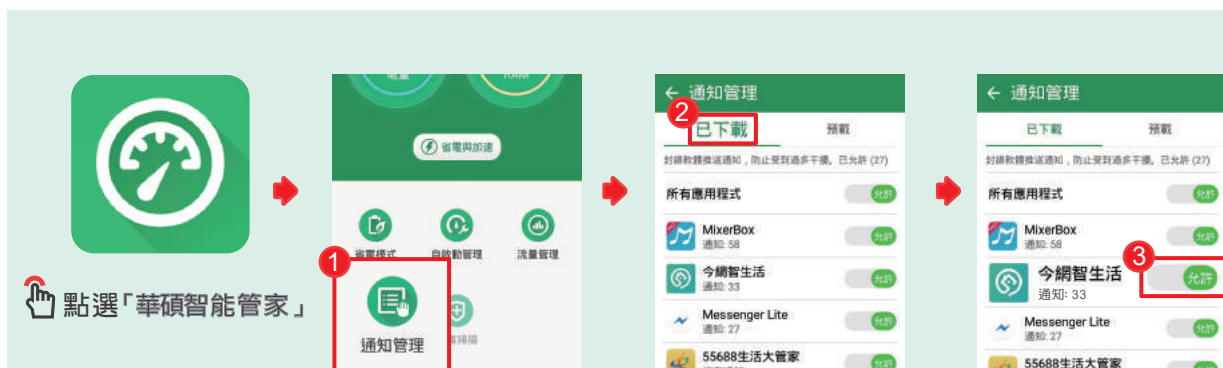 點選「華碩智能管家」
電量
RAM
省電與加速
省電模式
自啟動管理
流量管理
1
通知管理
掃描
← 通知管理
2
已下載
預載
封鎖軟體推送通知，防止受到過多干擾。已允許 (27)
所有應用程式
允許
MixerBox
通知: 58
允許
今網智生活
通知: 33
允許
Messenger Lite
通知: 27
允許
55688生活大管家
允許
← 通知管理
已下載
預載
封鎖軟體推送通知，防止受到過多干擾。已允許 (27)
所有應用程式
允許
MixerBox
通知: 58
允許
3
今網智生活
通知: 33
允許
Messenger Lite
通知: 27
允許
55688生活大管家